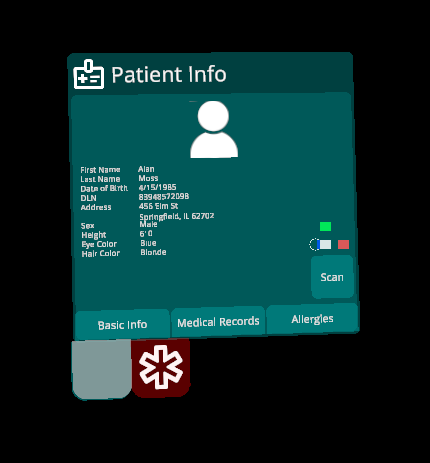 Patient Info
First Name Alan
Last Name Moss
Date of Birth 4/15/1985
DLN 83948572098
Address 456 Elm St
Springfield, IL 62702
Sex Male
Height 6' 0
Eye Color Blue
Hair Color Blonde
Scan
Basic Info Medical Records Allergies